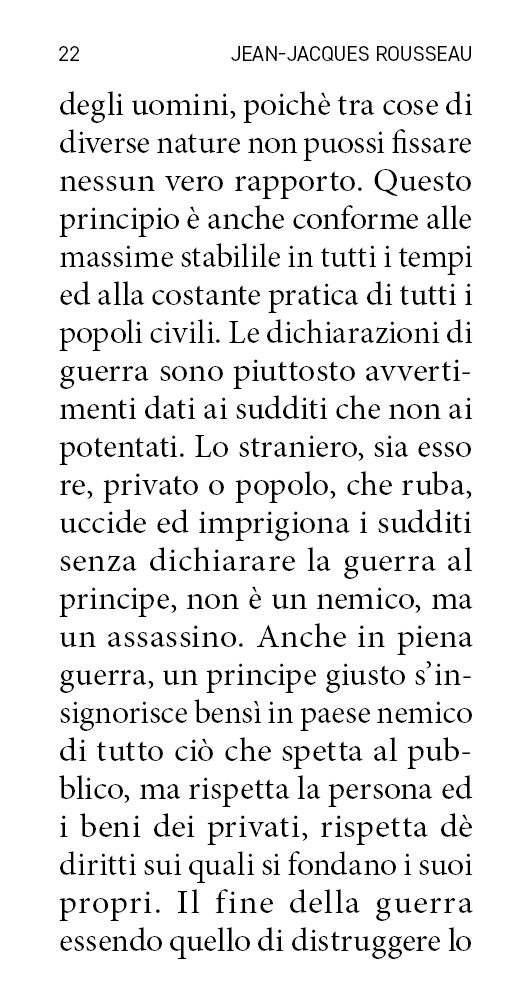 22 JEAN-JACQUES ROUSSEAU
degli uomini, poichè tra cose di
diverse nature non puossi fissare
nessun vero rapporto. Questo
principio è anche conforme alle
massime stabilile in tutti i tempi
ed alla costante pratica di tutti i
popoli civili. Le dichiarazioni di
guerra sono piuttosto avverti-
menti dati ai sudditi che non ai
potentati. Lo straniero, sia esso
re, privato o popolo, che ruba,
uccide ed imprigiona i sudditi
senza dichiarare la guerra al
principe, non è un nemico, ma
un assassino. Anche in piena
guerra, un principe giusto s’in-
signorisce bensì in paese nemico
di tutto ciò che spetta al pub-
blico, ma rispetta la persona ed
i beni dei privati, rispetta dè
diritti sui quali si fondano i suoi
propri. Il fine della guerra
essendo quello di distruggere lo